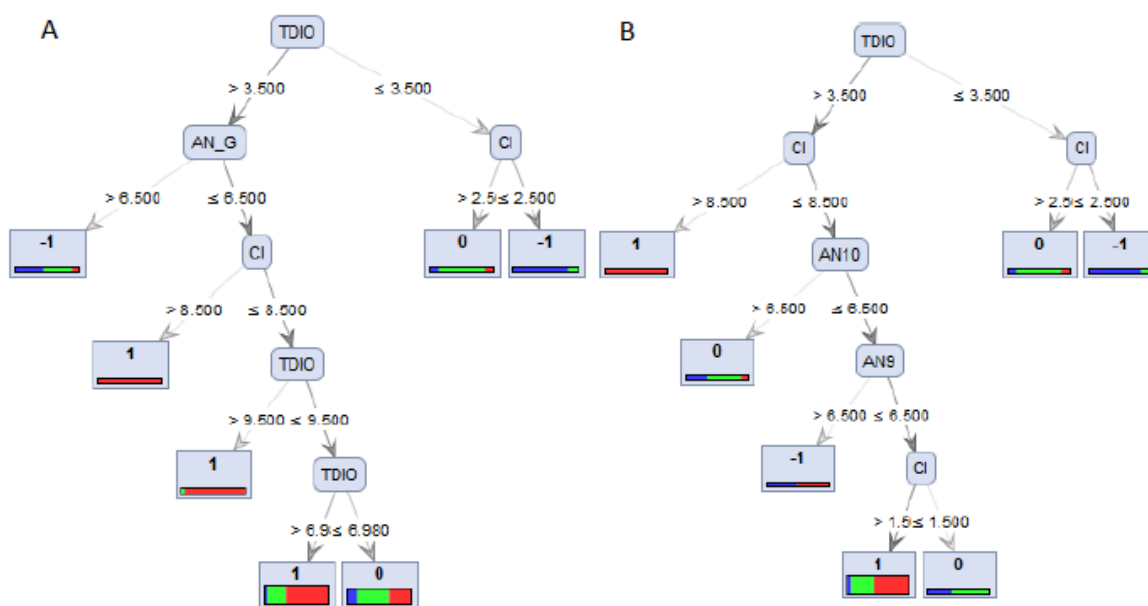 A
B
TDIO
TDIO
> 3.500 ≤ 3.500
> 3.500 ≤ 3.500
AN_G CI
CI CI
> 6.500 ≤ 6.500 > 2.5 ≤ 2.500
> 8.500 ≤ 8.500 > 2.5 ≤ 2.500
-1 CI 0 -1
1 AN10 0 -1
> 8.500 ≤ 8.500
> 6.500 ≤ 6.500
1 TDIO
0 AN9
> 9.500 ≤ 9.500
> 6.500 ≤ 6.500
1 TDIO
-1 CI
> 6.9 ≤ 6.980
> 1.5 ≤ 1.500
1 0
1 0